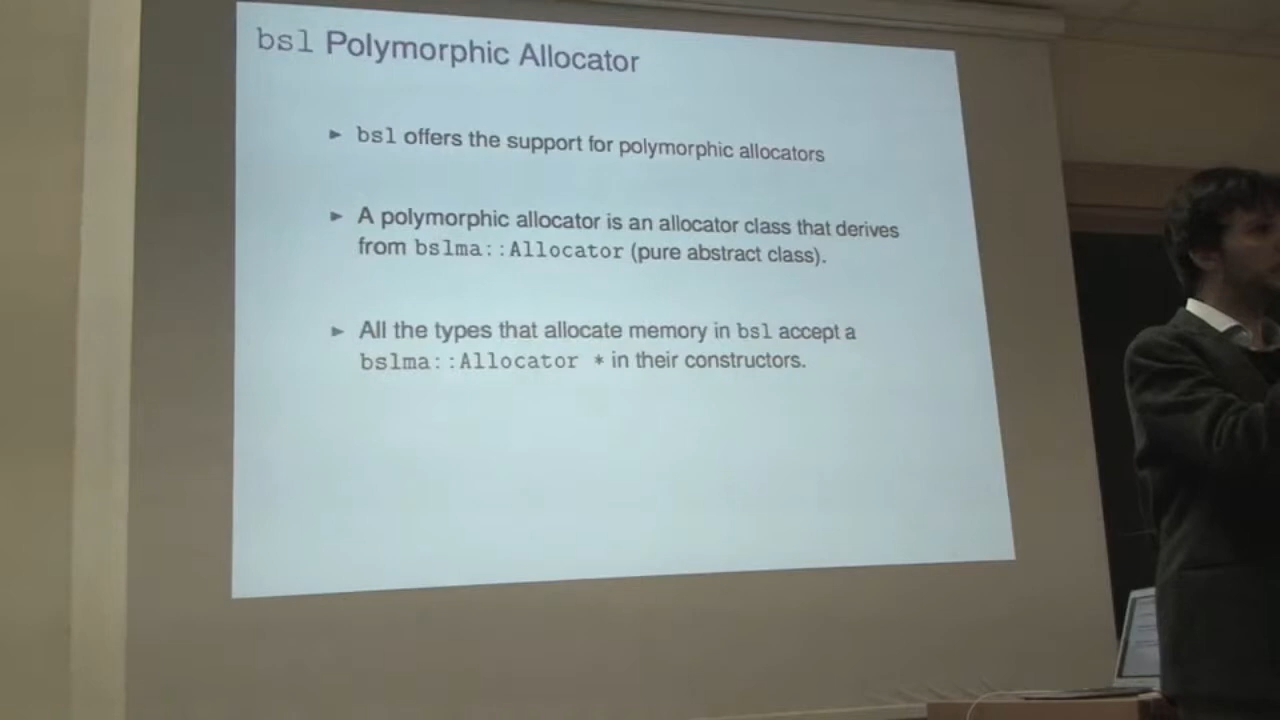 bsl Polymorphic Allocator
► bsl offers the support for polymorphic allocators
► A polymorphic allocator is an allocator class that derives
from bslma::Allocator (pure abstract class).
► All the types that allocate memory in bsl accept a
bslma::Allocator * in their constructors.